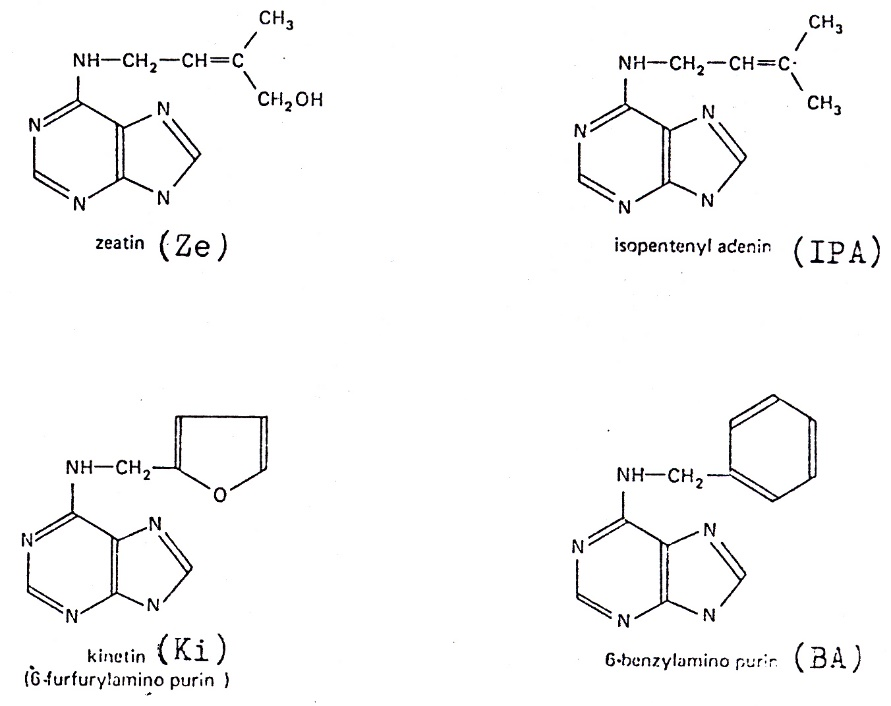 CH3
NH—CH2—CH=C
CH2OH
N
N
N
N
zeatin (Ze)
CH3
NH—CH2—CH=C
CH3
N
N
N
N
isopentenyl adenin (IPA)
NH—CH2
O
N
N
N
N
kinetin (Ki)
(6-furfurylamino purin )
NH—CH2
N
N
N
N
6-benzylamino purin (BA)